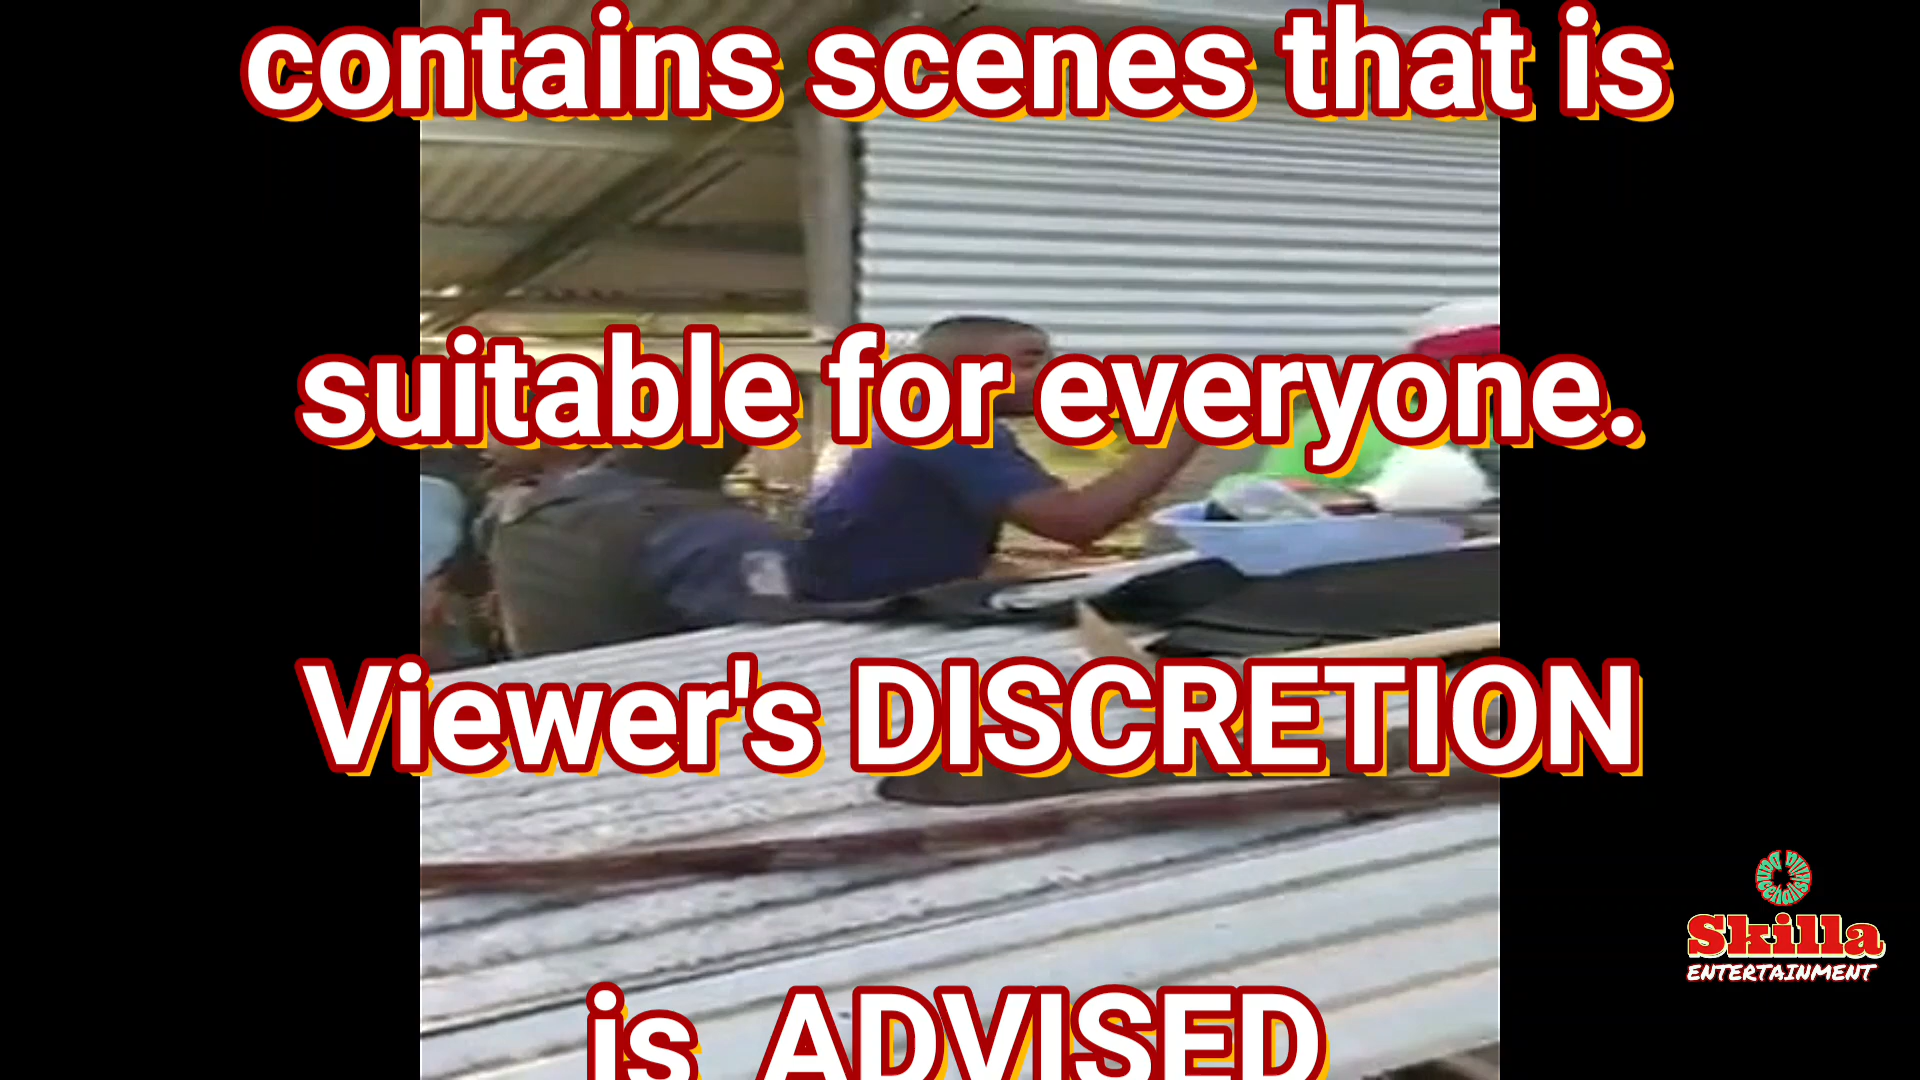 contains scenes that is
suitable for everyone.
Viewer's DISCRETION
is ADVISED
Skilla
ENTERTAINMENT